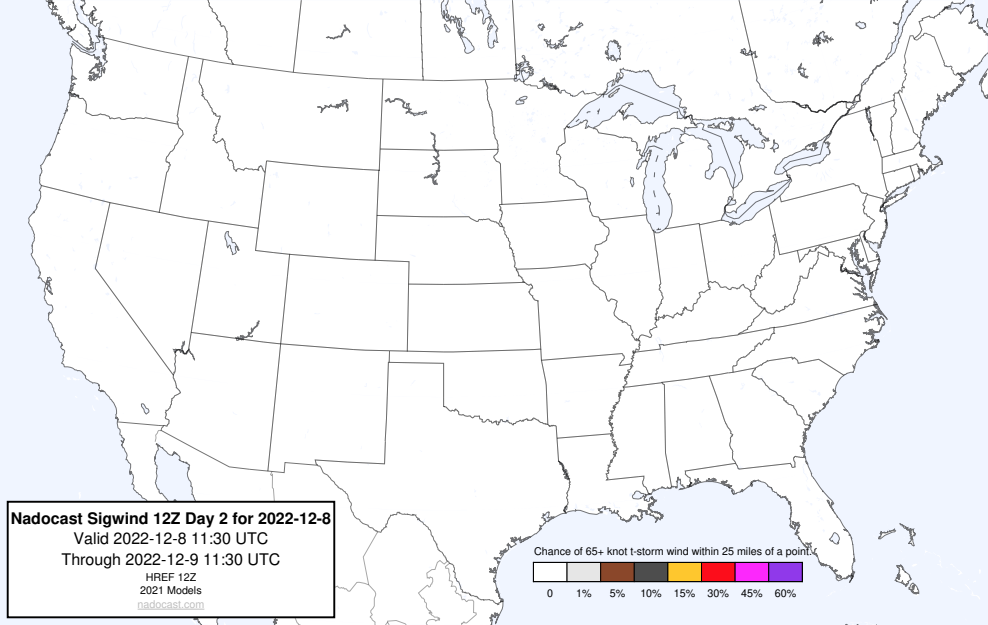 Nadocast Sigwind 12Z Day 2 for 2022-12-8
Valid 2022-12-8 11:30 UTC
Through 2022-12-9 11:30 UTC
HREF 12Z
2021 Models
nadocast.com
Chance of 65+ knot t-storm wind within 25 miles of a point.
0 1% 5% 10% 15% 30% 45% 60%